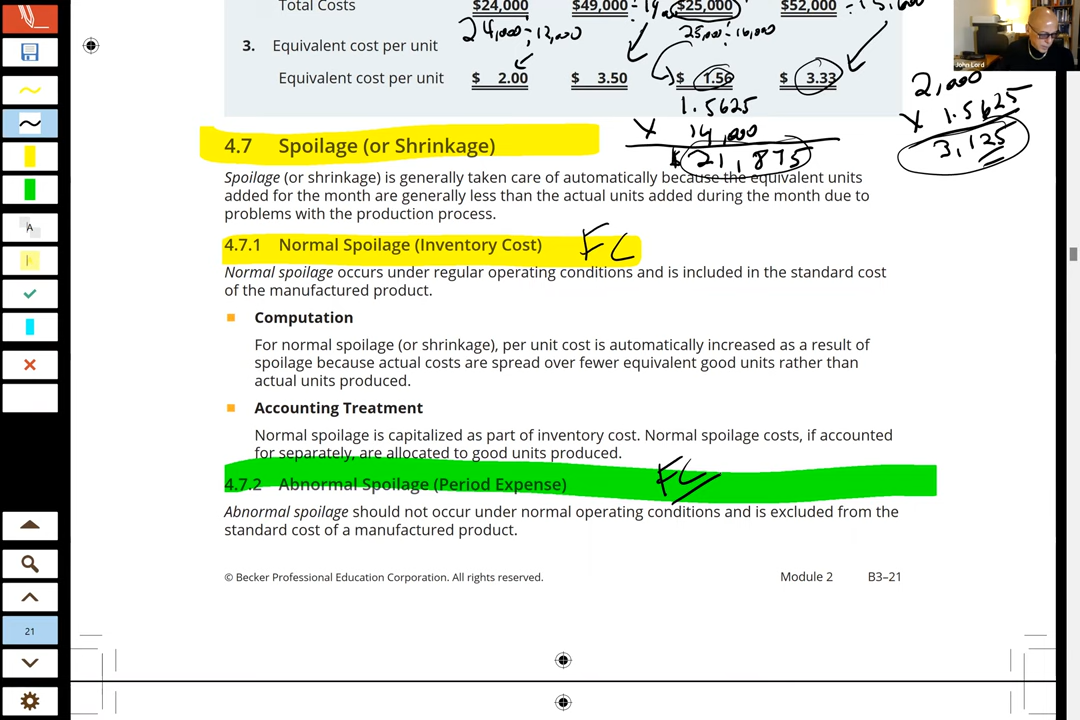 Total Costs $24,000 $49,000 $25,000 $52,000
24,000 ÷ 12,000 25,000 ÷ 16,000
3. Equivalent cost per unit
Equivalent cost per unit $ 2.00 $ 3.50 $ 1.56 $ 3.33
John Lord
2,000
X 1.5625
3,125
1.5625
X 14,000
$21,875
4.7 Spoilage (or Shrinkage)
Spoilage (or shrinkage) is generally taken care of automatically because the equivalent units
added for the month are generally less than the actual units added during the month due to
problems with the production process.
4.7.1 Normal Spoilage (Inventory Cost) FC
Normal spoilage occurs under regular operating conditions and is included in the standard cost
of the manufactured product.
Computation
For normal spoilage (or shrinkage), per unit cost is automatically increased as a result of
spoilage because actual costs are spread over fewer equivalent good units rather than
actual units produced.
Accounting Treatment
Normal spoilage is capitalized as part of inventory cost. Normal spoilage costs, if accounted
for separately, are allocated to good units produced.
4.7.2 Abnormal Spoilage (Period Expense) FC
Abnormal spoilage should not occur under normal operating conditions and is excluded from the
standard cost of a manufactured product.
© Becker Professional Education Corporation. All rights reserved. Module 2 B3–21
A
21